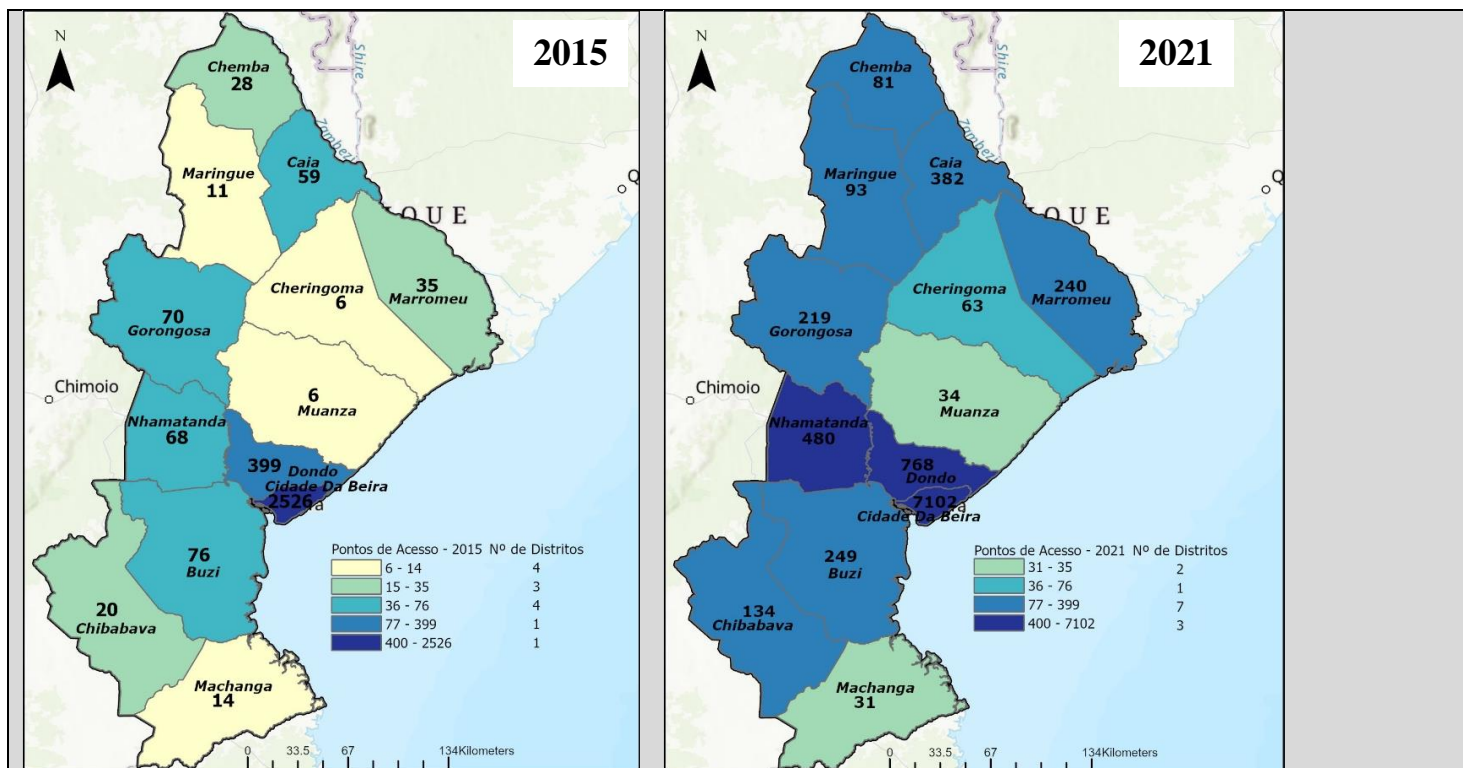 N
2015
Shire
Chemba
28
Zambezi
Caia
59
Maringue
11
Q
IQUE
Cheringoma
6
35
Marromeu
70
Gorongosa
Chimoio
6
Muanza
Nhamatanda
68
399 Dondo
Cidade Da Beira
2526
76
Buzi
Pontos de Acesso - 2015 Nº de Distritos
6 - 14 4
15 - 35 3
36 - 76 4
77 - 399 1
400 - 2526 1
20
Chibabava
Machanga
14
0 33.5 67 134Kilometers
N
2021
Shire
Chemba
81
Zambezi
Caia
382
Maringue
93
Q
IQUE
Cheringoma
63
240
Marromeu
219
Gorongosa
Chimoio
34
Muanza
Nhamatanda
480
768
Dondo
7102
Cidade Da Beira
249
Buzi
Pontos de Acesso - 2021 Nº de Distritos
31 - 35 2
36 - 76 1
77 - 399 7
400 - 7102 3
134
Chibabava
Machanga
31
0 33.5 67 134Kilometers